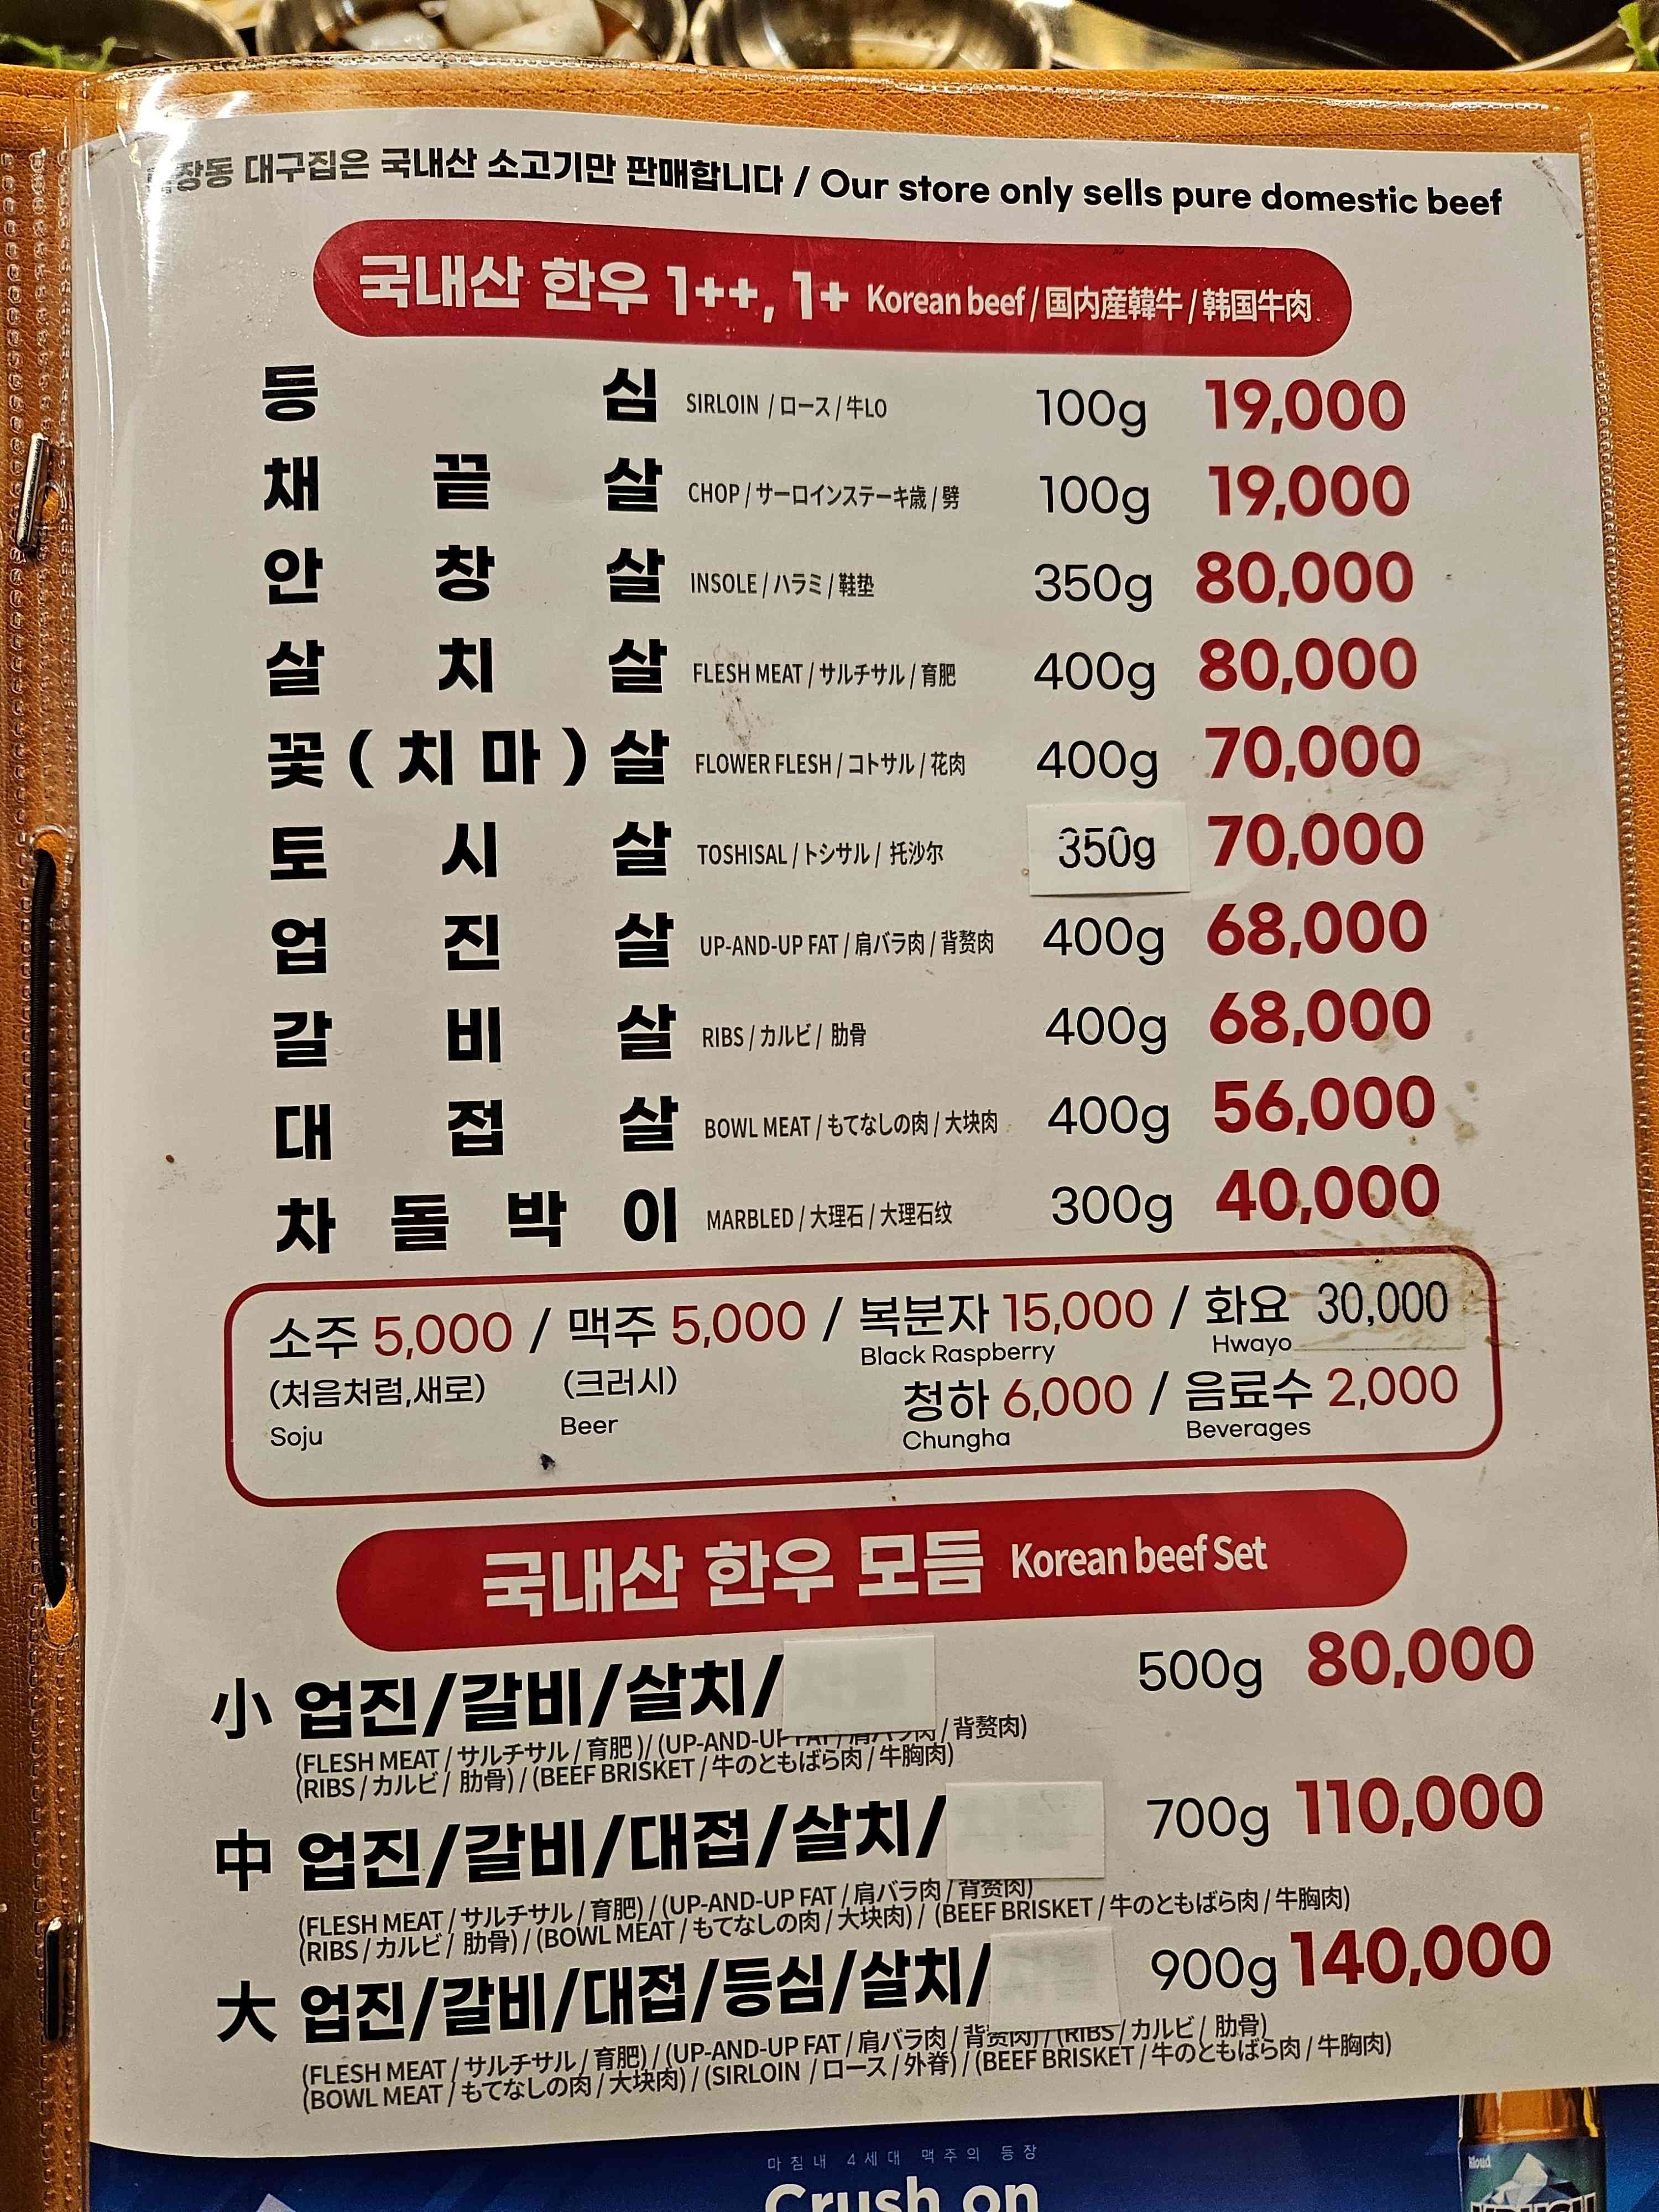 장동 대구집은 국내산 소고기만 판매합니다 / Our store only sells pure domestic beef
국내산 한우 1++, 1+ Korean beef / 国内産韓牛 / 韩国牛肉
등심 SIRLOIN / ロース / 牛LO 100g 19,000
채끝살 CHOP / サーロインステーキ歳 / 劈 100g 19,000
안창살 INSOLE / ハラミ / 鞋垫 350g 80,000
살치살 FLESH MEAT / サルチサル / 育肥 400g 80,000
꽃(치마)살 FLOWER FLESH / コトサル / 花肉 400g 70,000
토시살 TOSHISAL / トシサル / 托沙尔 350g 70,000
업진살 UP-AND-UP FAT / 肩バラ肉 / 背赘肉 400g 68,000
갈비살 RIBS / カルビ / 肋骨 400g 68,000
대접살 BOWL MEAT / もてなしの肉 / 大块肉 400g 56,000
차돌박이 MARBLED / 大理石 / 大理石纹 300g 40,000
소주 5,000 / 맥주 5,000 / 복분자 15,000 / 화요 30,000
Black Raspberry Hwayo
(처음처럼,새로) (크러시) 청하 6,000 / 음료수 2,000
Soju Beer Chungha Beverages
국내산 한우 모듬 Korean beef Set
小 업진/갈비/살치/ 500g 80,000
(FLESH MEAT / サルチサル / 育肥 )/ (UP-AND-UP FAT / 肩バラ肉 / 背赘肉)
(RIBS / カルビ / 肋骨) / (BEEF BRISKET / 牛のともばら肉 / 牛胸肉)
中 업진/갈비/대접/살치/ 700g 110,000
(FLESH MEAT / サルチサル / 育肥) / (UP-AND-UP FAT / 肩バラ肉 / 背赘肉)
(RIBS / カルビ / 肋骨) / (BOWL MEAT / もてなしの肉 / 大块肉) / (BEEF BRISKET / 牛のともばら肉 / 牛胸肉)
大 업진/갈비/대접/등심/살치/ 900g 140,000
(FLESH MEAT / サルチサル / 育肥) / (UP-AND-UP FAT / 肩バラ肉 / 背赘肉) / (RIBS / カルビ / 肋骨)
(BOWL MEAT / もてなしの肉 / 大块肉) / (SIRLOIN / ロース / 外脊) / (BEEF BRISKET / 牛のともばら肉 / 牛胸肉)
마침내 4세대 맥주의 등장
Crush on
Kloud